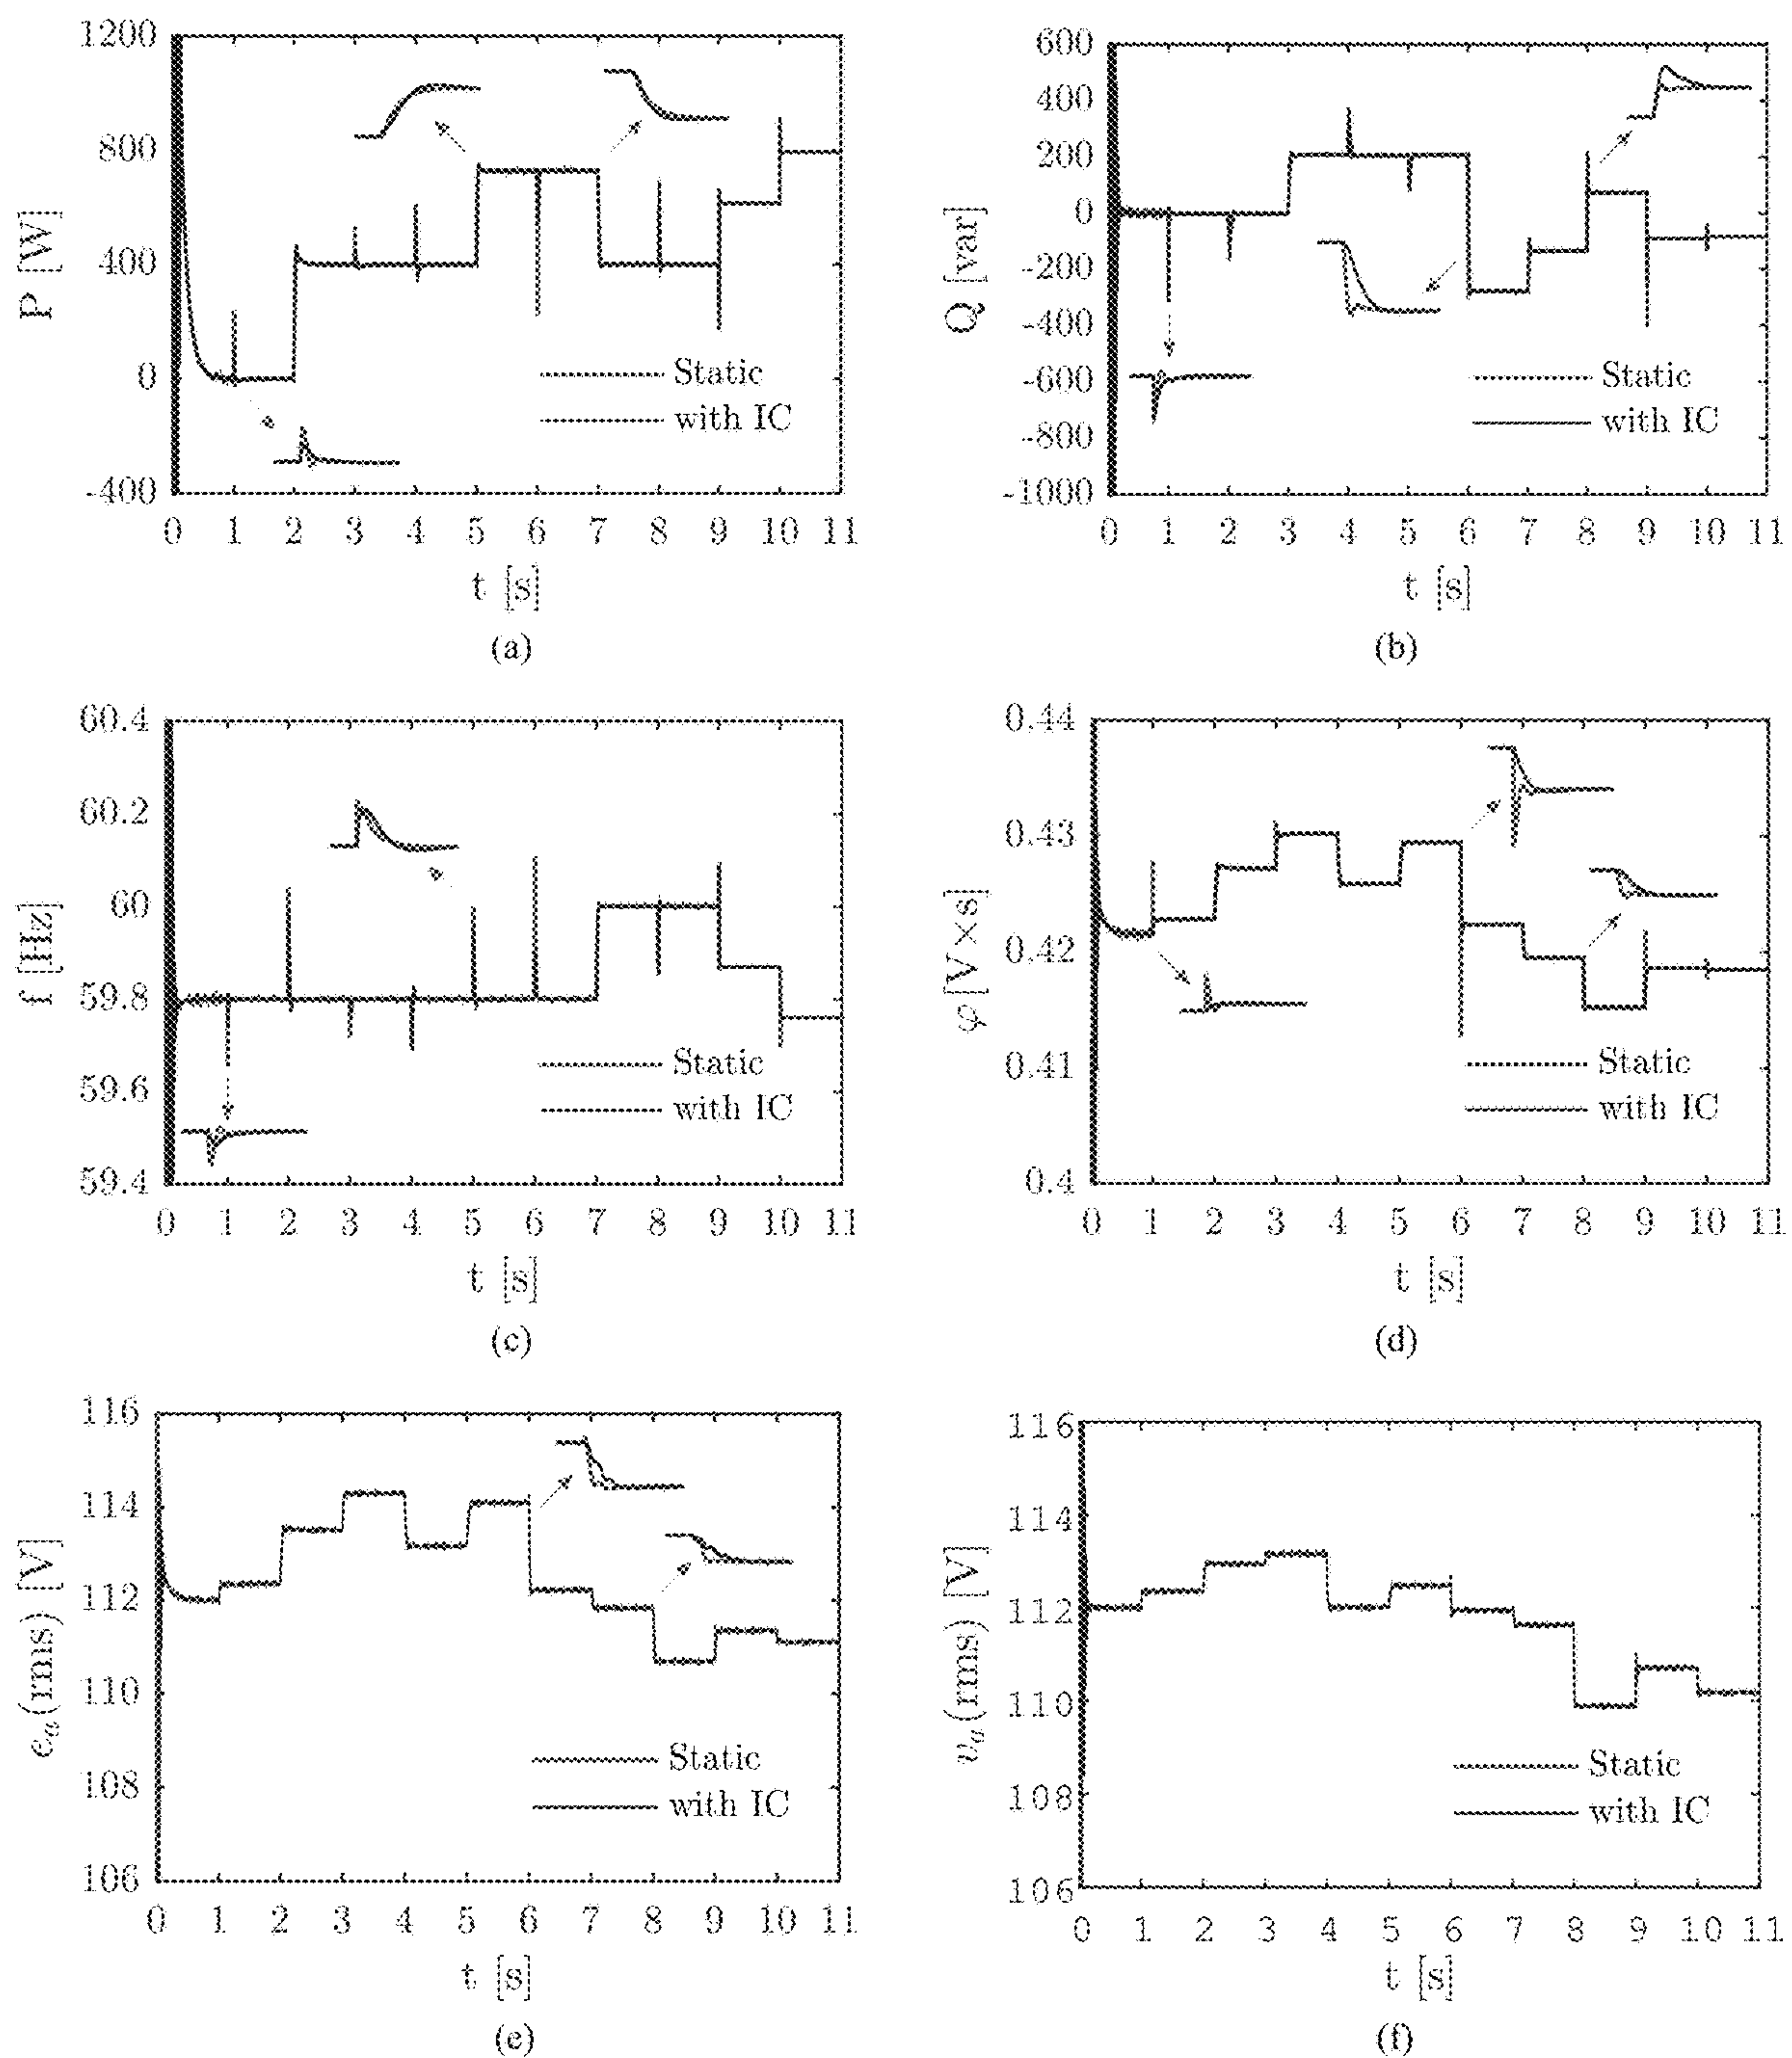 1200
800
400
0
-400
P [W]
Static
with IC
0 1 2 3 4 5 6 7 8 9 10 11
t [s]
(a)
600
400
200
0
-200
-400
-600
-800
-1000
Q [var]
Static
with IC
0 1 2 3 4 5 6 7 8 9 10 11
t [s]
(b)
60.4
60.2
60
59.8
59.6
59.4
f [Hz]
Static
with IC
0 1 2 3 4 5 6 7 8 9 10 11
t [s]
(c)
0.44
0.43
0.42
0.41
0.4
φ[V×s]
Static
with IC
0 1 2 3 4 5 6 7 8 9 10 11
t [s]
(d)
116
114
112
110
108
106
(rms) [V]
Static
with IC
0 1 2 3 4 5 6 7 8 9 10 11
t [s]
(e)
116
114
112
110
108
106
(rms) [V]
Static
with IC
0 1 2 3 4 5 6 7 8 9 10 11
t [s]
(f)